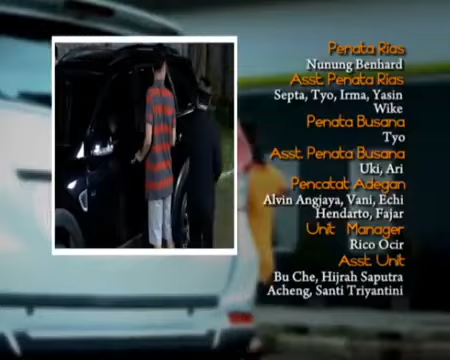 Penata Rias
Nunung Benhard
Asst. Penata Rias
Septa, Tyo, Irma, Yasin
Wike
Penata Busana
Tyo
Asst. Penata Busana
Uki, Ari
Pencatat Adegan
Alvin Angjaya, Vani, Echi
Hendarto, Fajar
Unit Manager
Rico Ocir
Asst. Unit
Bu Che, Hijrah Saputra
Acheng, Santi Triyantini